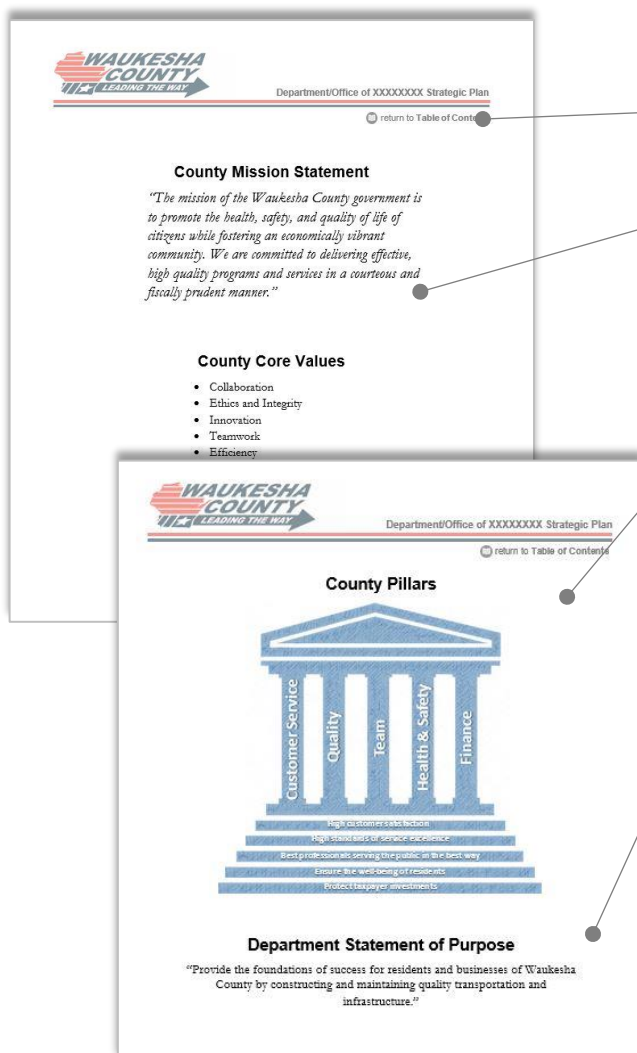 WAUKESHA
COUNTY
LEADING THE WAY
Department/Office of XXXXXXXX Strategic Plan
return to Table of Conte
County Mission Statement
“The mission of the Waukesha County government is
to promote the health, safety, and quality of life of
citizens while fostering an economically vibrant
community. We are committed to delivering effective,
high quality programs and services in a courteous and
fiscally prudent manner.”
County Core Values
• Collaboration
• Ethics and Integrity
• Innovation
• Teamwork
• Efficiency
WAUKESHA
COUNTY
LEADING THE WAY
Department/Office of XXXXXXXX Strategic Plan
return to Table of Contents
County Pillars
Customer Service
Quality
Team
Health & Safety
Finance
High customer satisfaction
High standards of service excellence
Best professionals serving the public in the best way
Ensure the well-being of residents
Protect taxpayer investments
Department Statement of Purpose
“Provide the foundations of success for residents and businesses of Waukesha
County by constructing and maintaining quality transportation and
infrastructure.”